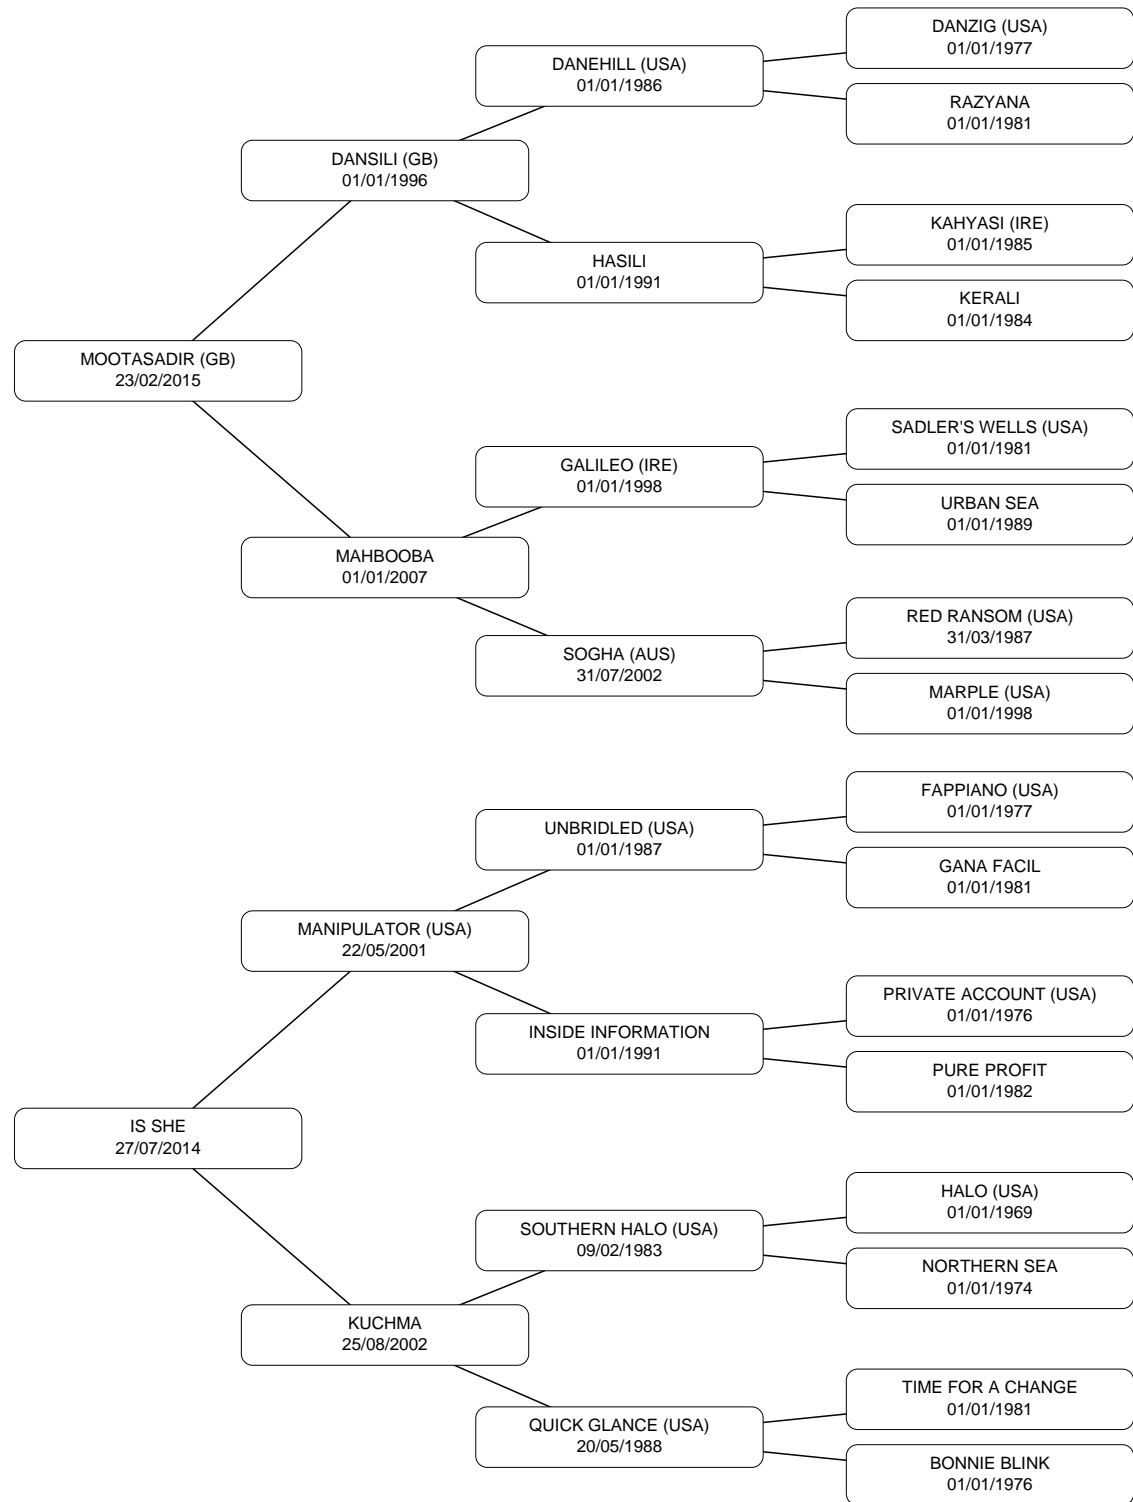 DANZIG (USA)
01/01/1977
DANEHILL (USA)
01/01/1986
RAZYANA
01/01/1981
DANSILI (GB)
01/01/1996
KAHYASI (IRE)
01/01/1985
HASILI
01/01/1991
KERALI
01/01/1984
MOOTASADIR (GB)
23/02/2015
SADLER'S WELLS (USA)
01/01/1981
GALILEO (IRE)
01/01/1998
URBAN SEA
01/01/1989
MAHBOOBA
01/01/2007
RED RANSOM (USA)
31/03/1987
SOGHA (AUS)
31/07/2002
MARPLE (USA)
01/01/1998
FAPPIANO (USA)
01/01/1977
UNBRIDLED (USA)
01/01/1987
GANA FACIL
01/01/1981
MANIPULATOR (USA)
22/05/2001
PRIVATE ACCOUNT (USA)
01/01/1976
INSIDE INFORMATION
01/01/1991
PURE PROFIT
01/01/1982
IS SHE
27/07/2014
HALO (USA)
01/01/1969
SOUTHERN HALO (USA)
09/02/1983
NORTHERN SEA
01/01/1974
KUCHMA
25/08/2002
TIME FOR A CHANGE
01/01/1981
QUICK GLANCE (USA)
20/05/1988
BONNIE BLINK
01/01/1976